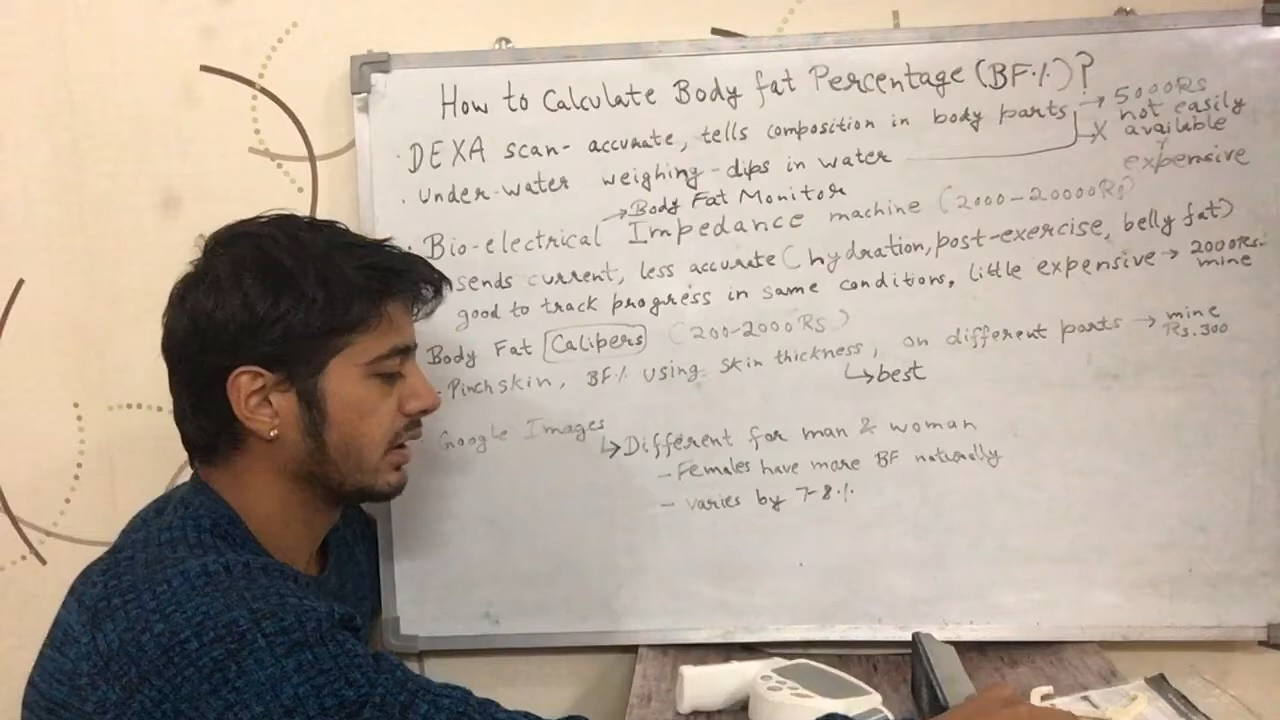 How to Calculate Body fat Percentage (BF.%)?
· DEXA scan- accurate, tells composition in body parts → 5000Rs
X not easily available
expensive
· Under-water weighing - dips in water
→ Body Fat Monitor
· Bio-electrical Impedance machine (2000-20000Rs)
sends current, less accurate (hydration, post-exercise, belly fat)
good to track progress in same conditions, little expensive → 2000Rs. mine
Body Fat Calipers (200-2000Rs)
- Pinch skin, BF% using skin thickness, on different parts → mine Rs.300
↳ best
· Google Images ↳ Different for man & woman
- Females have more BF naturally
- varies by 7-8%